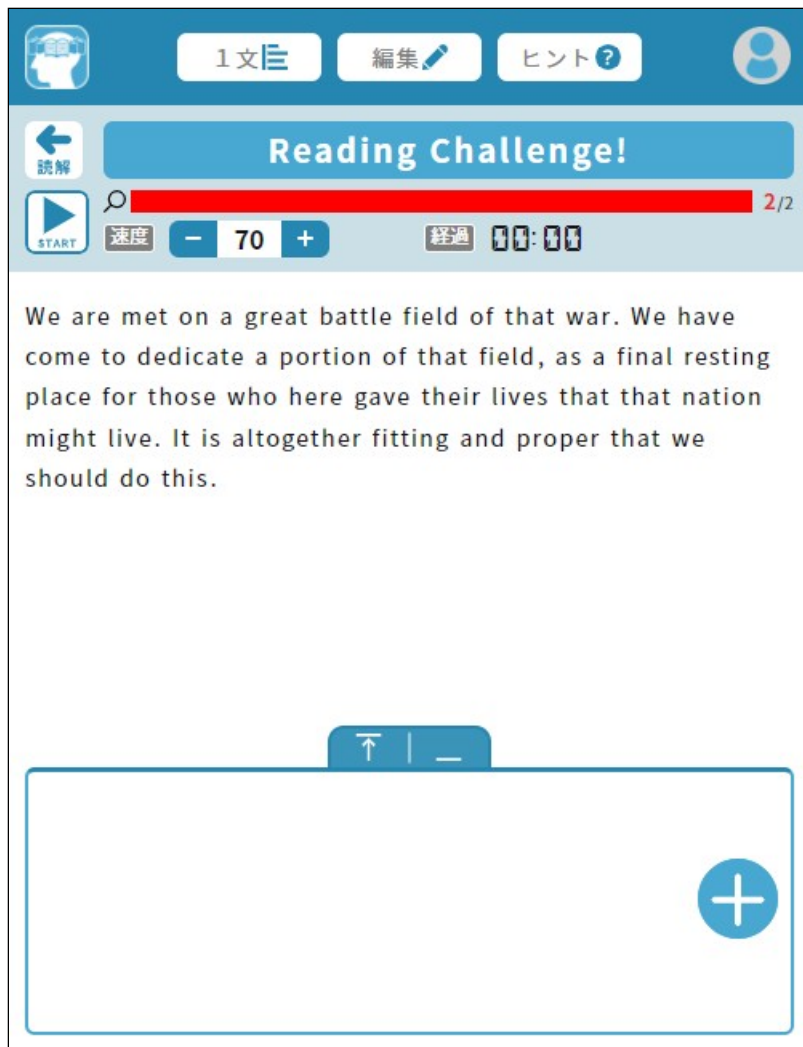 1文
編集
ヒント?
読解
Reading Challenge!
START
2/2
速度
− 70 +
経過 00:00
We are met on a great battle field of that war. We have
come to dedicate a portion of that field, as a final resting
place for those who here gave their lives that that nation
might live. It is altogether fitting and proper that we
should do this.